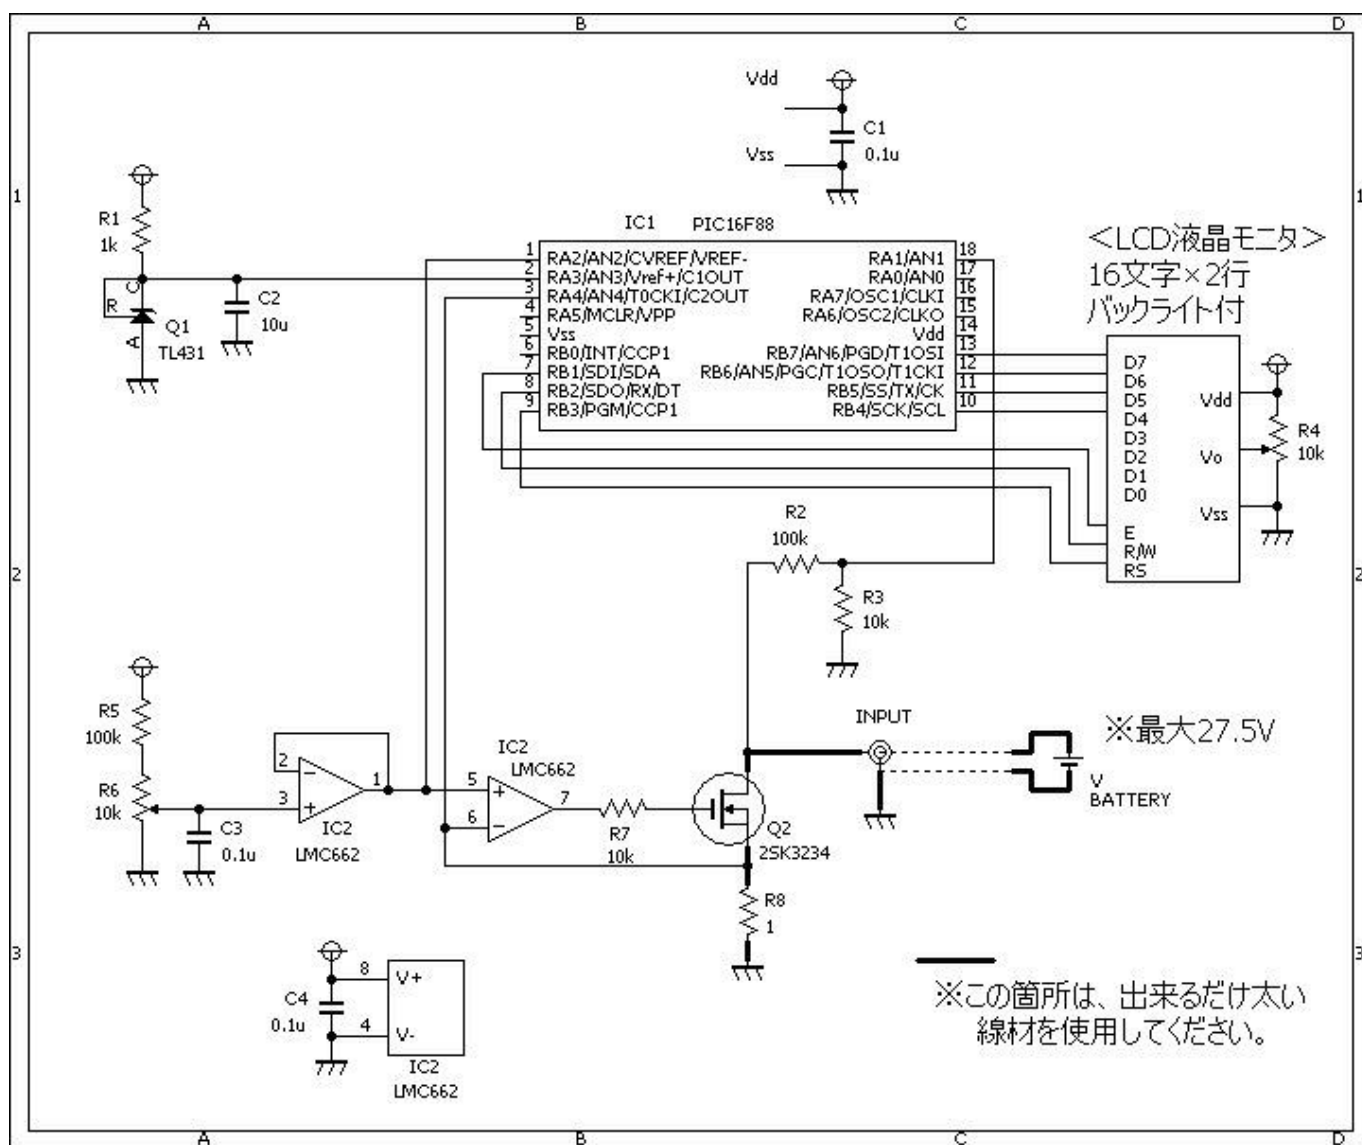 A B C D
Vdd
C1
Vss
0.1u
1 1
R1
1k
IC1 PIC16F88
<LCD液晶モニタ>
16文字×2行
バックライト付
1 RA2/AN2/CVREF/VREF- RA1/AN1 18
2 RA3/AN3/Vref+/C1OUT RA0/AN0 17
3 RA4/AN4/T0CKI/C2OUT RA7/OSC1/CLKI 16
4 RA5/MCLR/VPP RA6/OSC2/CLKO 15
5 Vss Vdd 14
6 RB0/INT/CCP1 RB7/AN6/PGD/T1OSI 13
7 RB1/SDI/SDA RB6/AN5/PGC/T1OSO/T1CKI 12
8 RB2/SDO/RX/DT RB5/SS/TX/CK 11
9 RB3/PGM/CCP1 RB4/SCK/SCL 10
C
R
A
Q1
TL431
C2
10u
D7
D6
D5
D4
D3
D2
D1
D0
E
R/W
RS
Vdd
Vo
Vss
R4
10k
2 2
R2
100k
R3
10k
R5
100k
R6
10k
C3
0.1u
2
3
1
IC2
LMC662
IC2
LMC662
5
6
7
R7
10k
Q2
2SK3234
R8
1
INPUT
※最大27.5V
V
BATTERY
3 3
C4
0.1u
8 V+
4 V-
IC2
LMC662
※この箇所は、出来るだけ太い
線材を使用してください。
A B C D